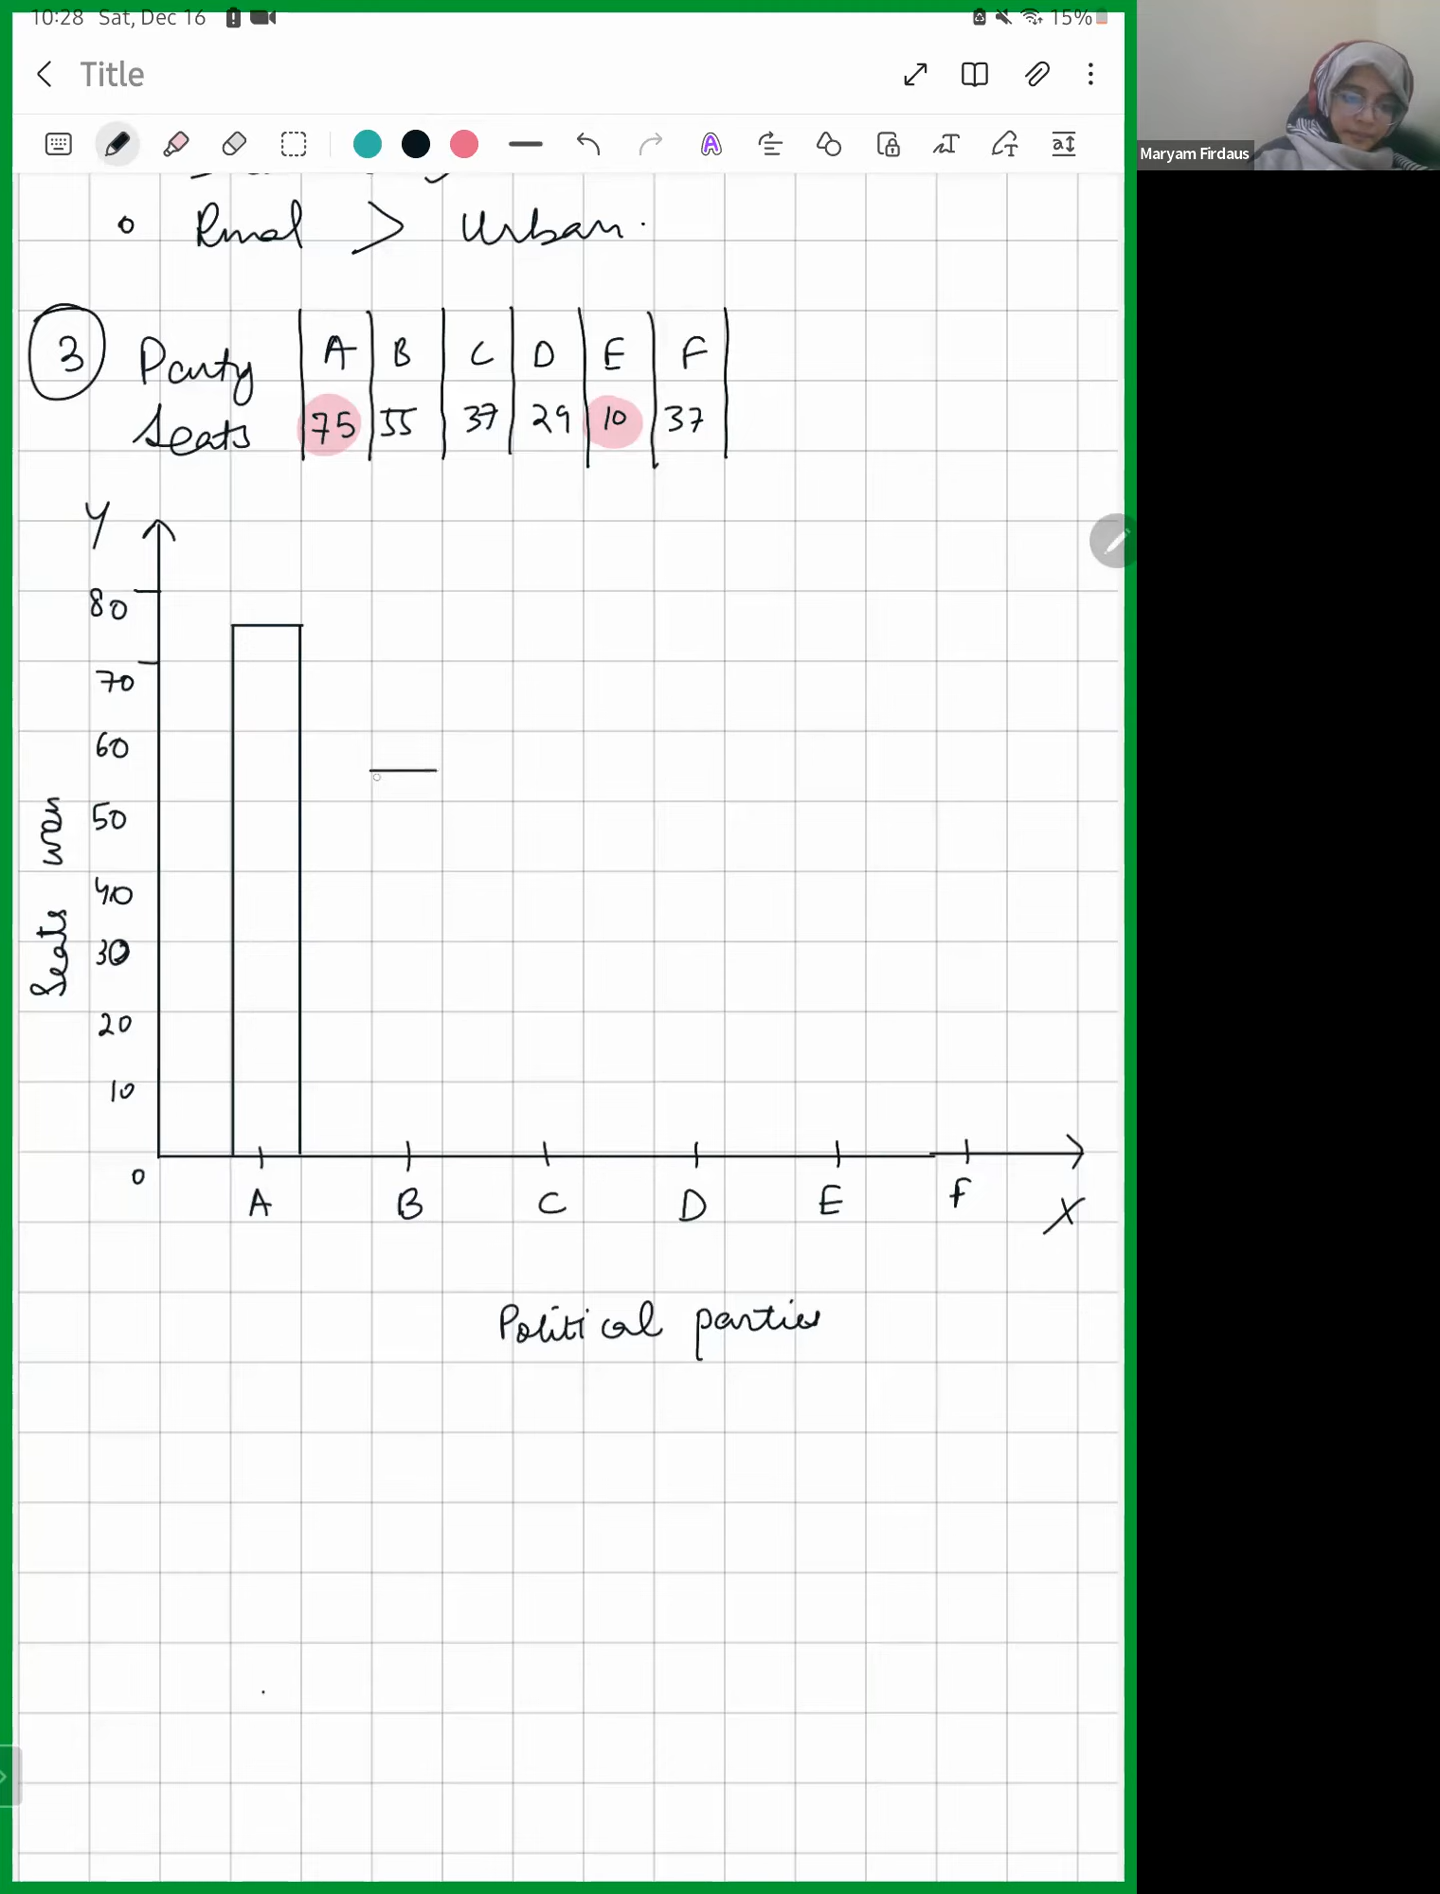 10:28 Sat, Dec 16
15%
Title
Maryam Firdaus
Rural > Urban.
3 Party A B C D E F
Seats 75 55 37 29 10 37
Y
80
70
60
50
40
30
20
10
0
Seats won
A B C D E F
X
Political parties